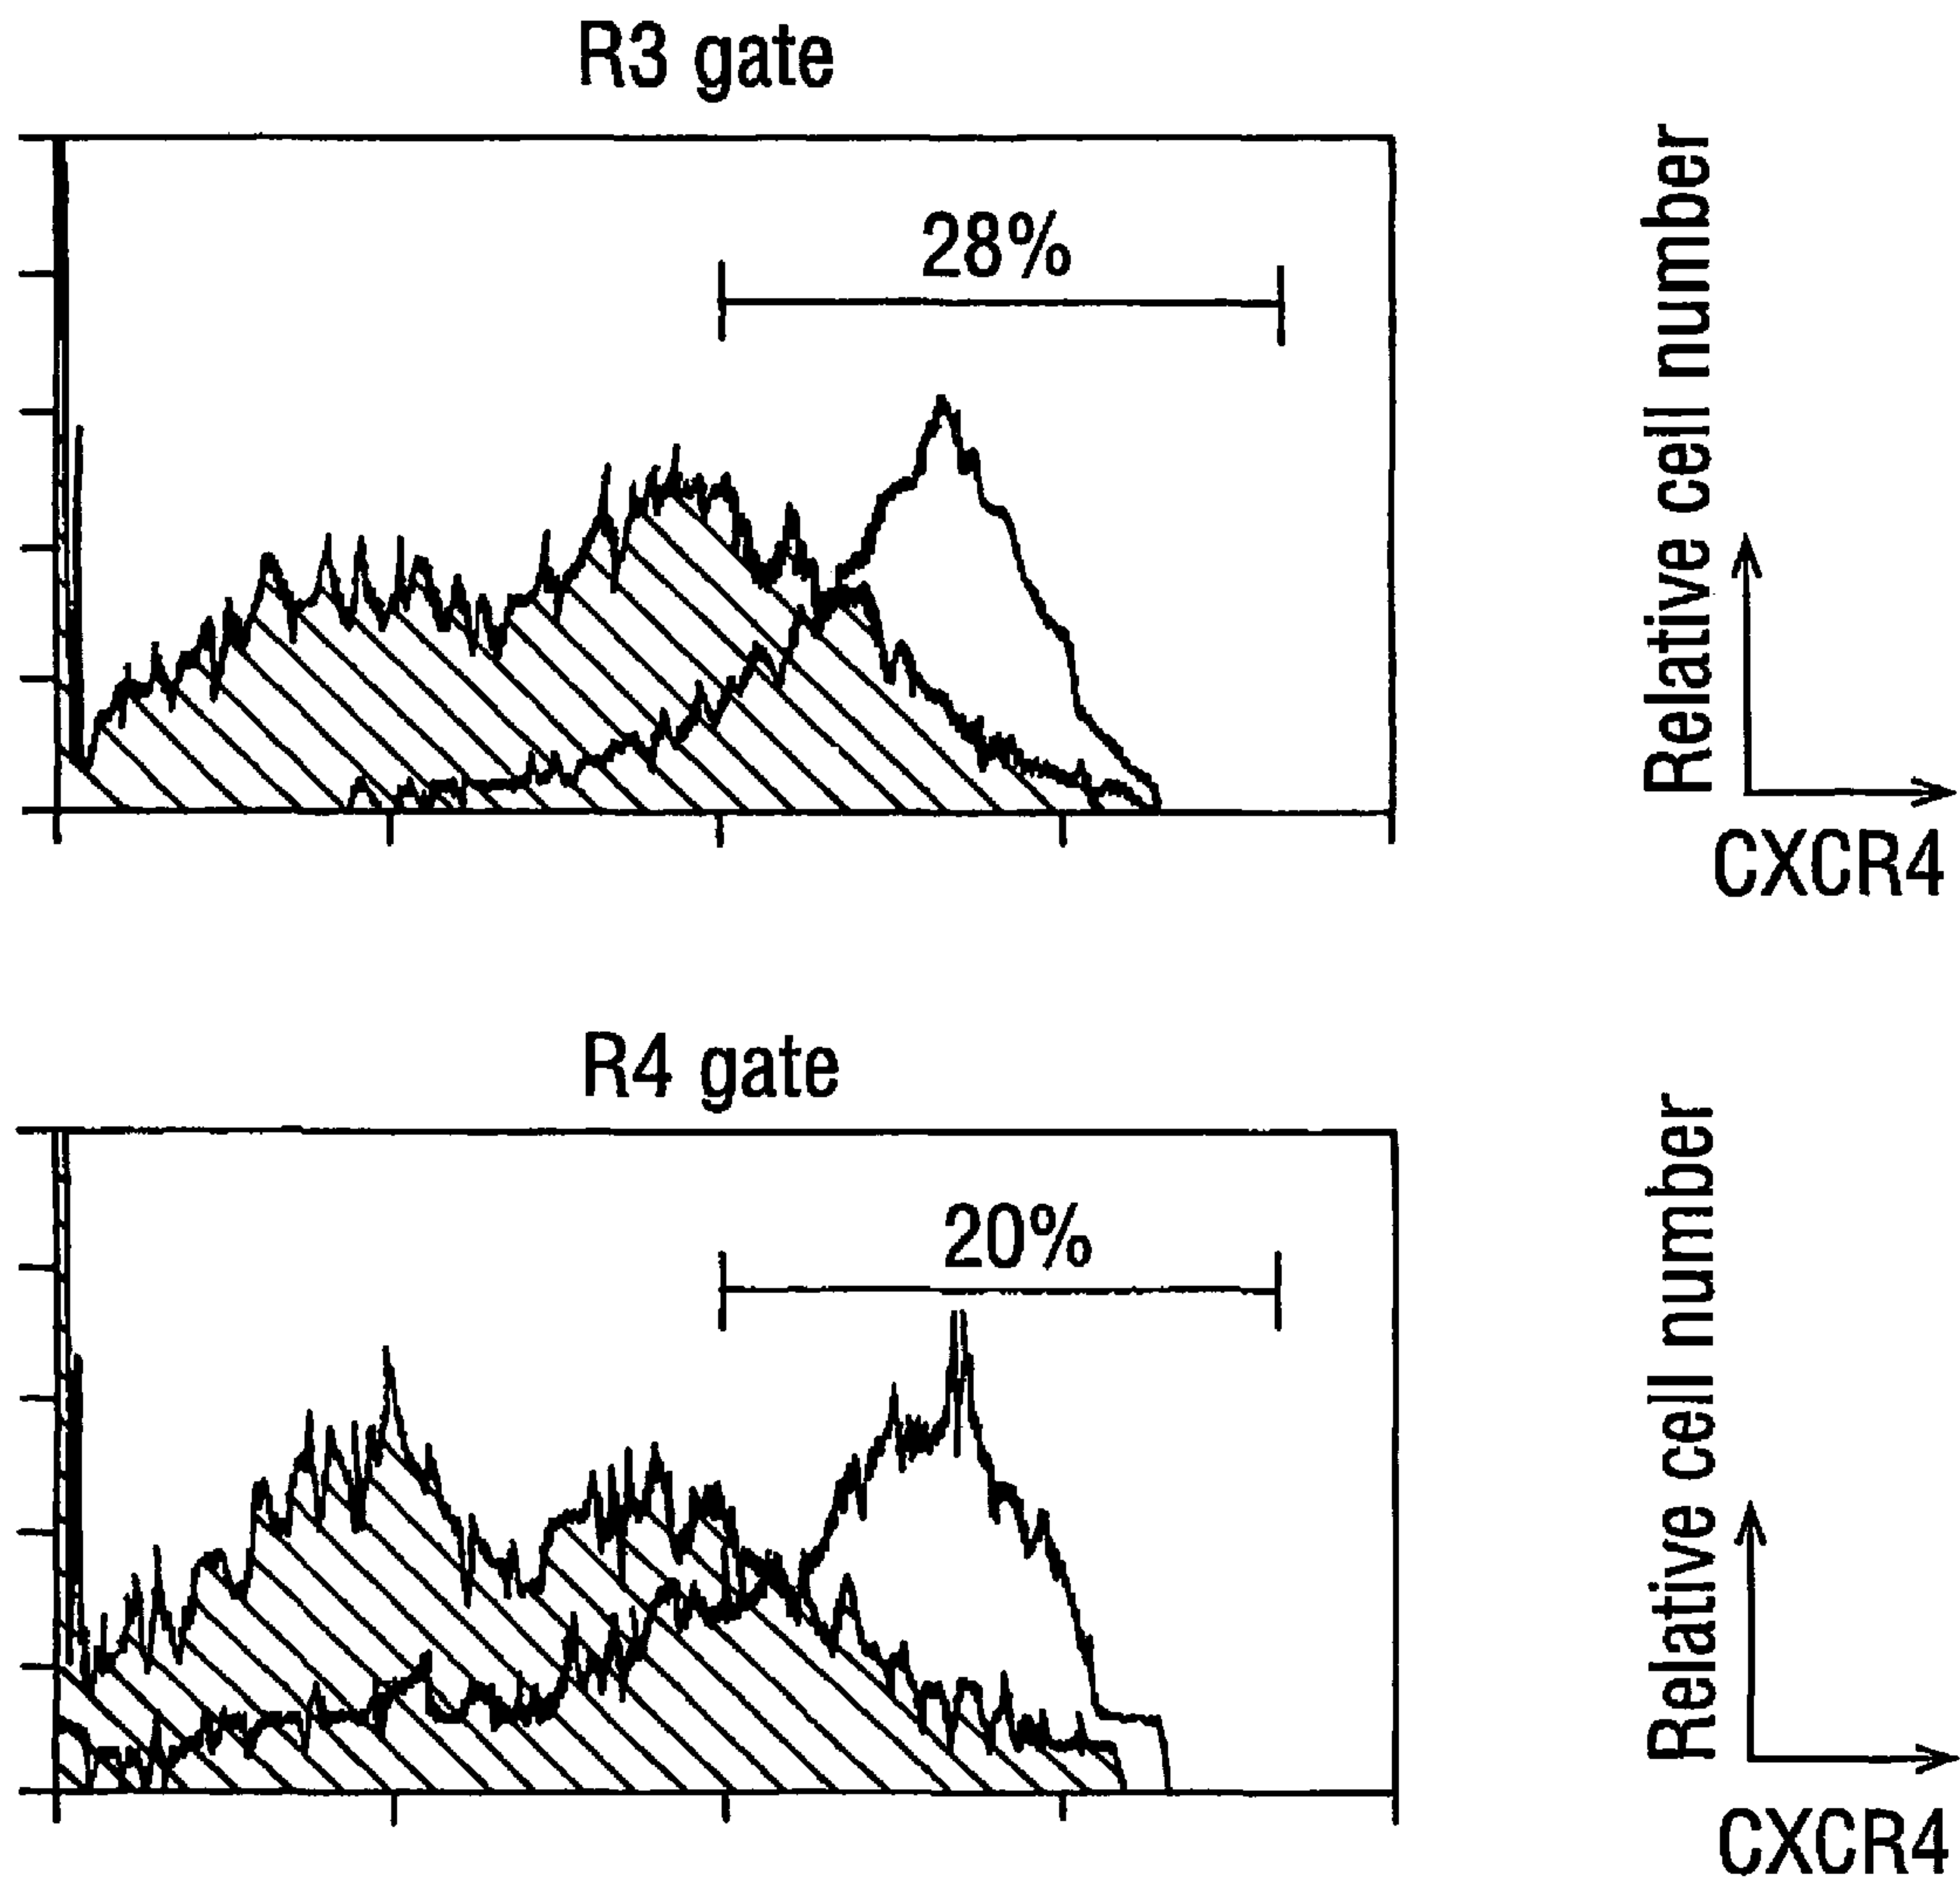 R3 gate
28%
Relative cell number
CXCR4
R4 gate
20%
Relative cell number
CXCR4